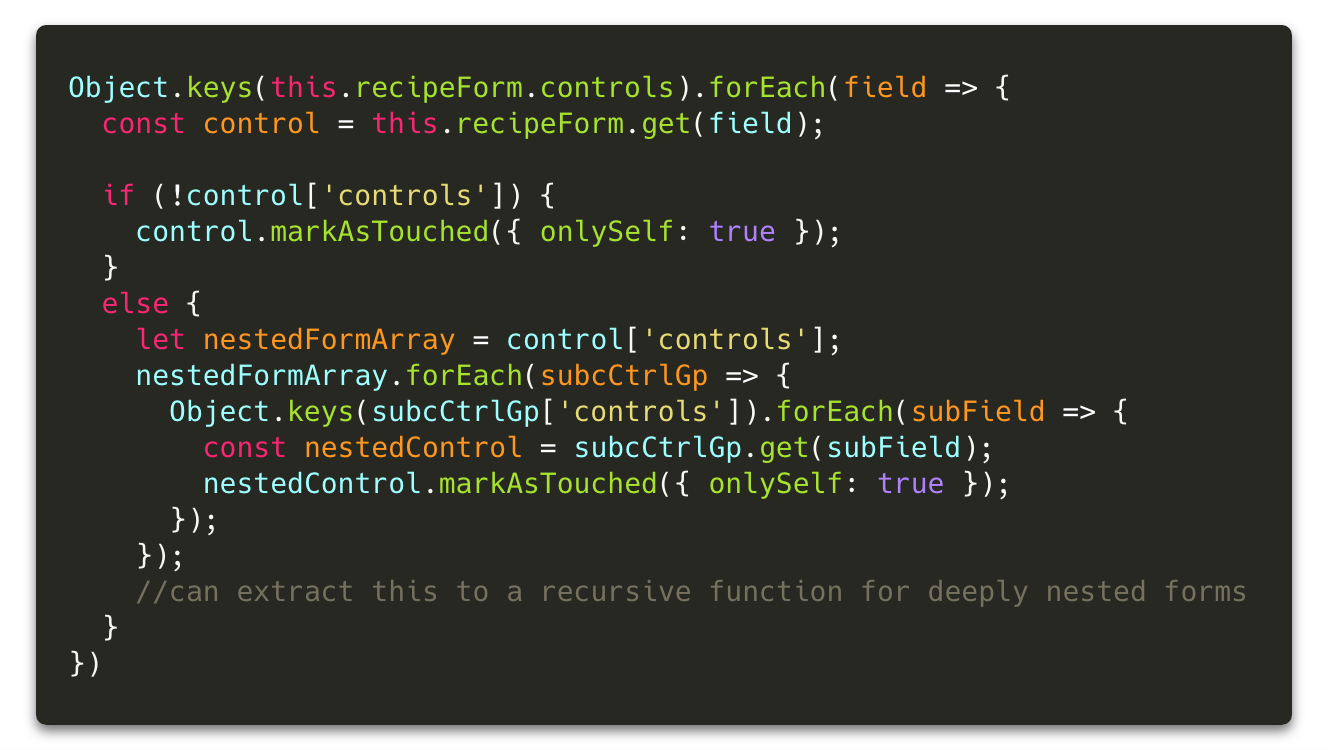 Object.keys(this.recipeForm.controls).forEach(field => {
  const control = this.recipeForm.get(field);

  if (!control['controls']) {
    control.markAsTouched({ onlySelf: true });
  }
  else {
    let nestedFormArray = control['controls'];
    nestedFormArray.forEach(subcCtrlGp => {
      Object.keys(subcCtrlGp['controls']).forEach(subField => {
        const nestedControl = subcCtrlGp.get(subField);
        nestedControl.markAsTouched({ onlySelf: true });
      });
    });
    //can extract this to a recursive function for deeply nested forms
  }
})